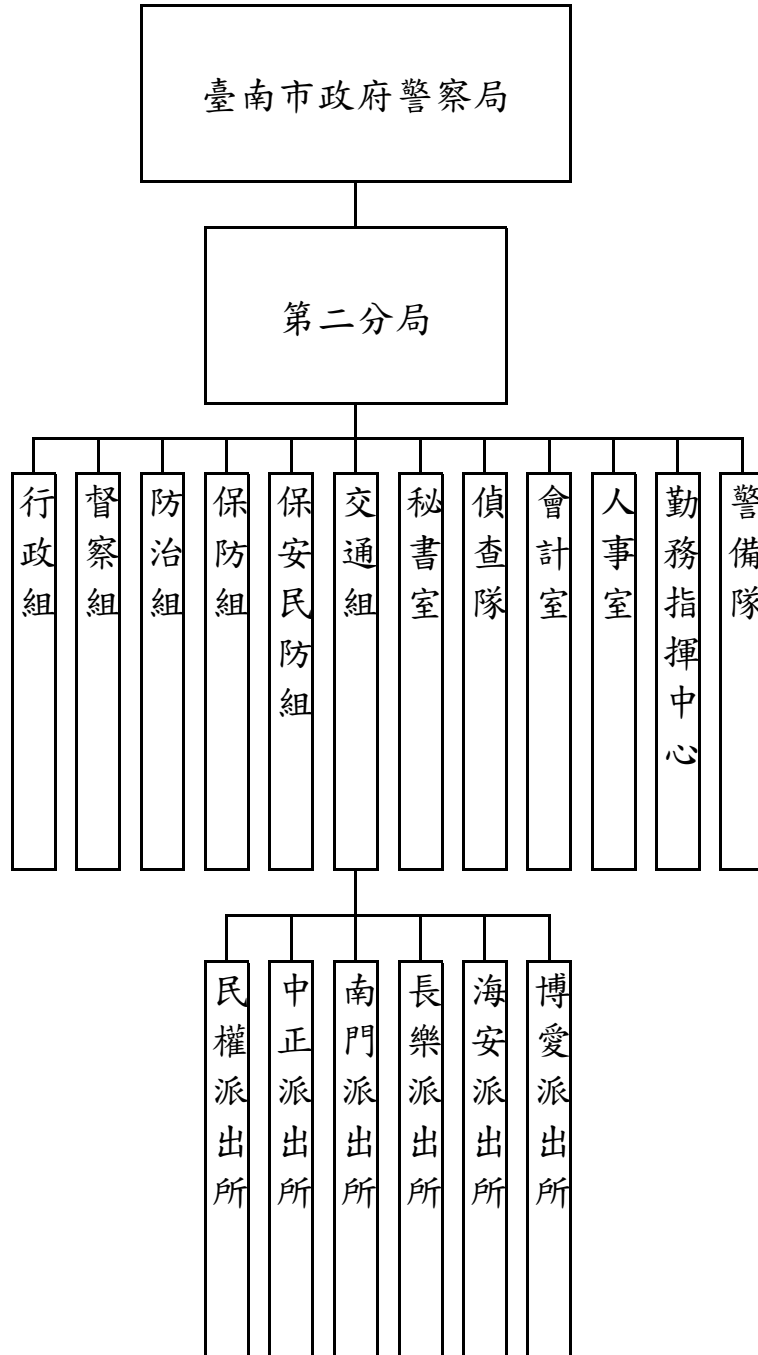 臺南市政府警察局
第二分局
行政組
督察組
防治組
保防組
保安民防組
交通組
秘書室
偵查隊
會計室
人事室
勤務指揮中心
警備隊
民權派出所
中正派出所
南門派出所
長樂派出所
海安派出所
博愛派出所